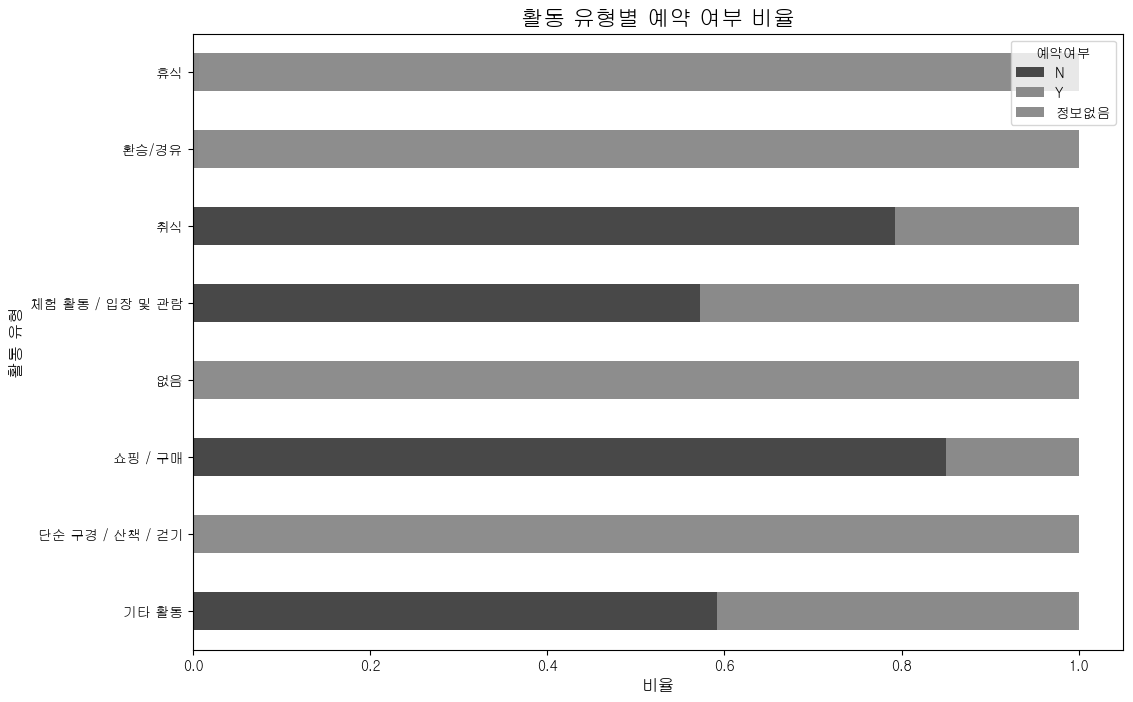 활동 유형별 예약 여부 비율
예약여부
N
Y
정보없음
휴식
환승/경유
취식
체험 활동 / 입장 및 관람
없음
쇼핑 / 구매
단순 구경 / 산책 / 걷기
기타 활동
활동 유형
0.0 0.2 0.4 0.6 0.8 1.0
비율